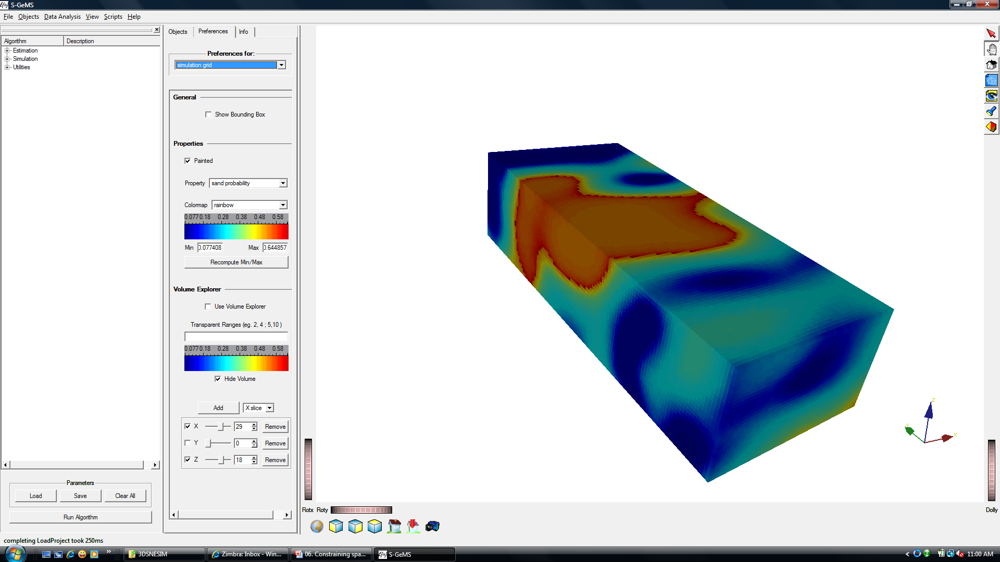 S-GeMS
File Objects Data Analysis View Scripts Help
Algorithm Description
Estimation
Simulation
Utilities
Objects Preferences Info
Preferences for:
simulation grid
General
Show Bounding Box
Properties
Painted
Property sand probability
Colormap rainbow
0.077 0.18 0.28 0.38 0.48 0.58
Min 0.077408 Max 0.644857
Recompute Min/Max
Volume Explorer
Use Volume Explorer
Transparent Ranges (eg. 2, 4 ; 5,10 )
0.077 0.18 0.28 0.38 0.48 0.58
Hide Volume
Add X slice
X 29 Remove
Y 0 Remove
Z 18 Remove
Z
Y
X
Parameters
Load Save Clear All
Run Algorithm
Rotx Roty
Dolly
completing LoadProject took 250ms
3DSNESIM Zimbra: Inbox - Win... 06. Constraining spa... S-GeMS 11:00 AM